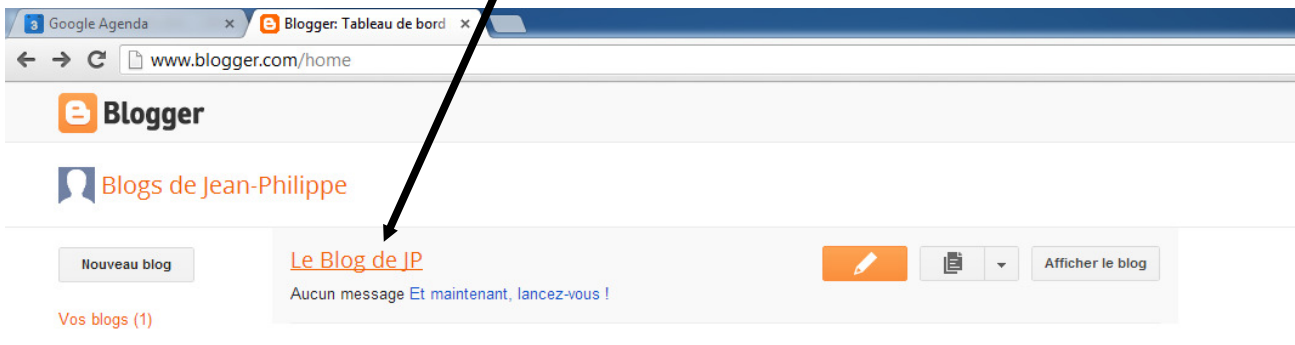 3 Google Agenda × Blogger: Tableau de bord ×
www.blogger.com/home
Blogger
Blogs de Jean-Philippe
Nouveau blog
Vos blogs (1)
Le Blog de JP
Afficher le blog
Aucun message Et maintenant, lancez-vous !